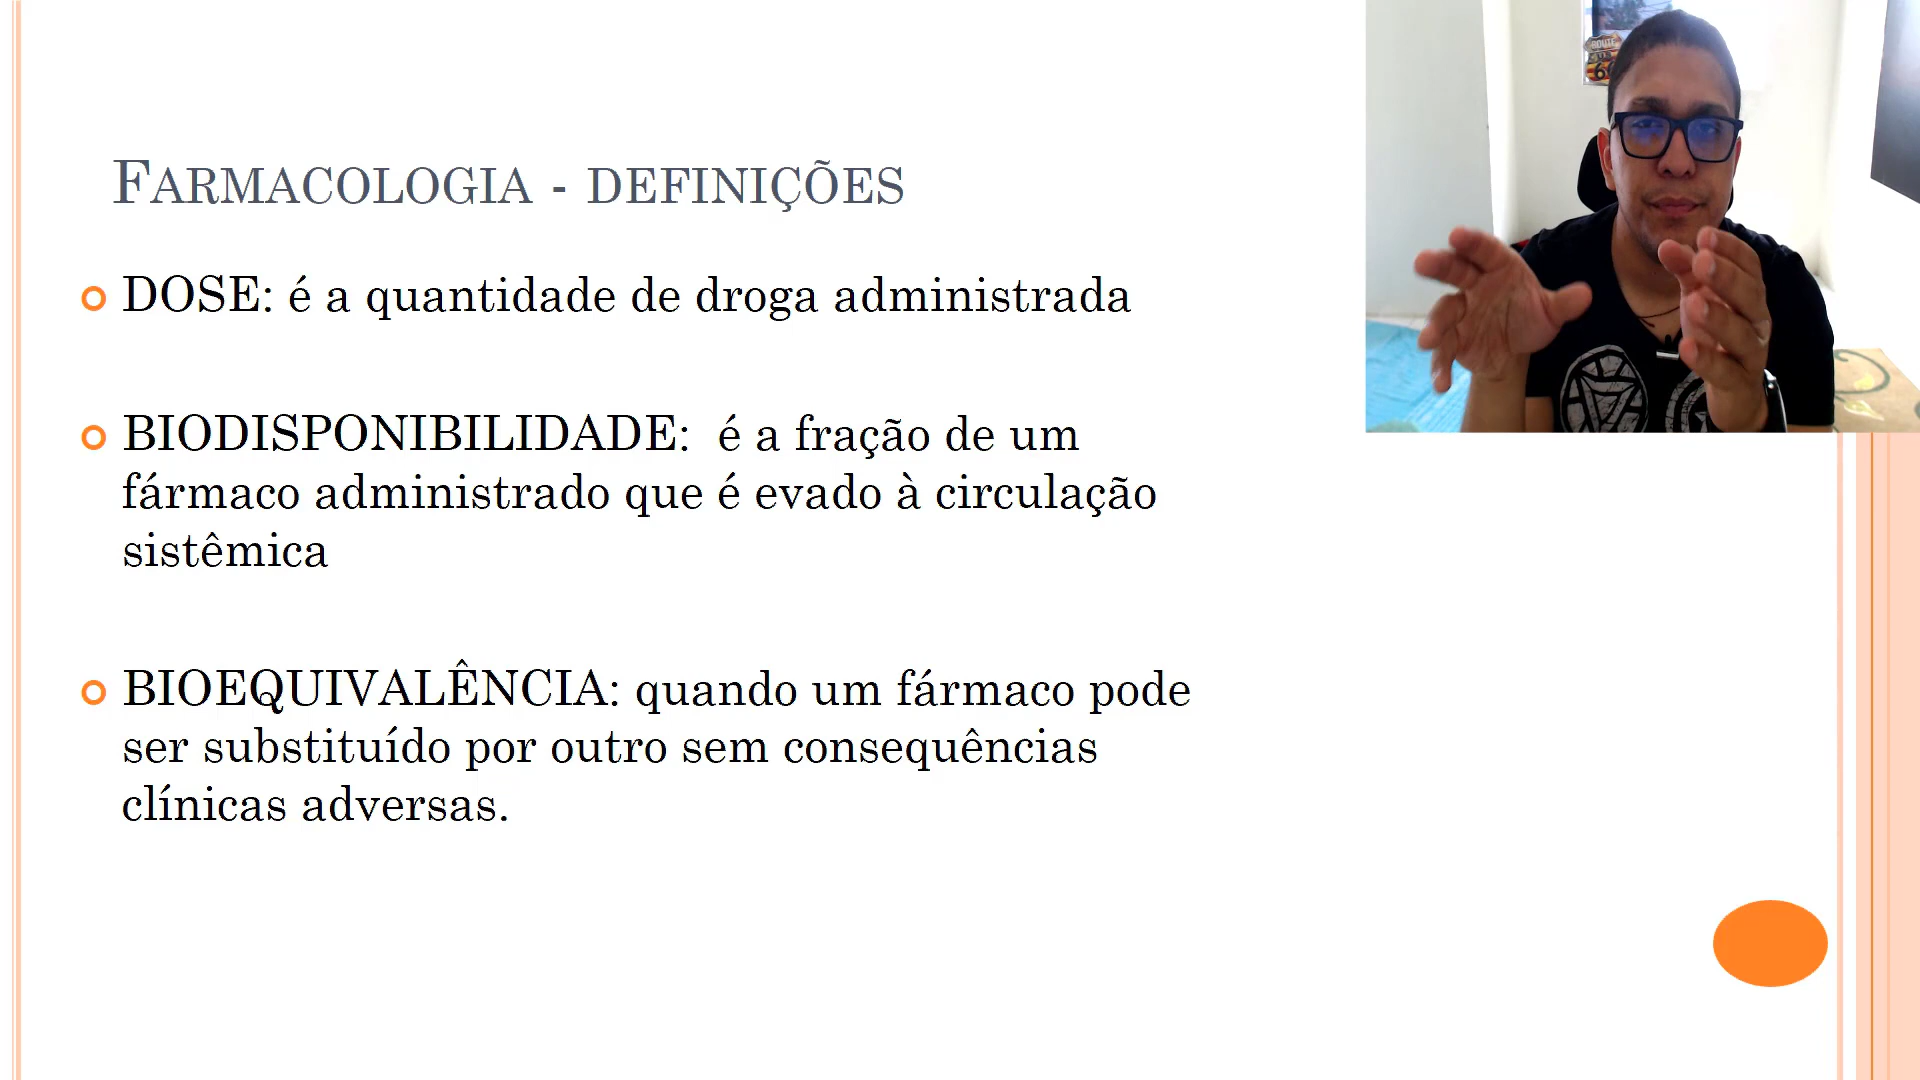 FARMACOLOGIA - DEFINIÇÕES
DOSE: é a quantidade de droga administrada
BIODISPONIBILIDADE: é a fração de um
fármaco administrado que é evado à circulação
sistêmica
BIOEQUIVALÊNCIA: quando um fármaco pode
ser substituído por outro sem consequências
clínicas adversas.
ROUTE